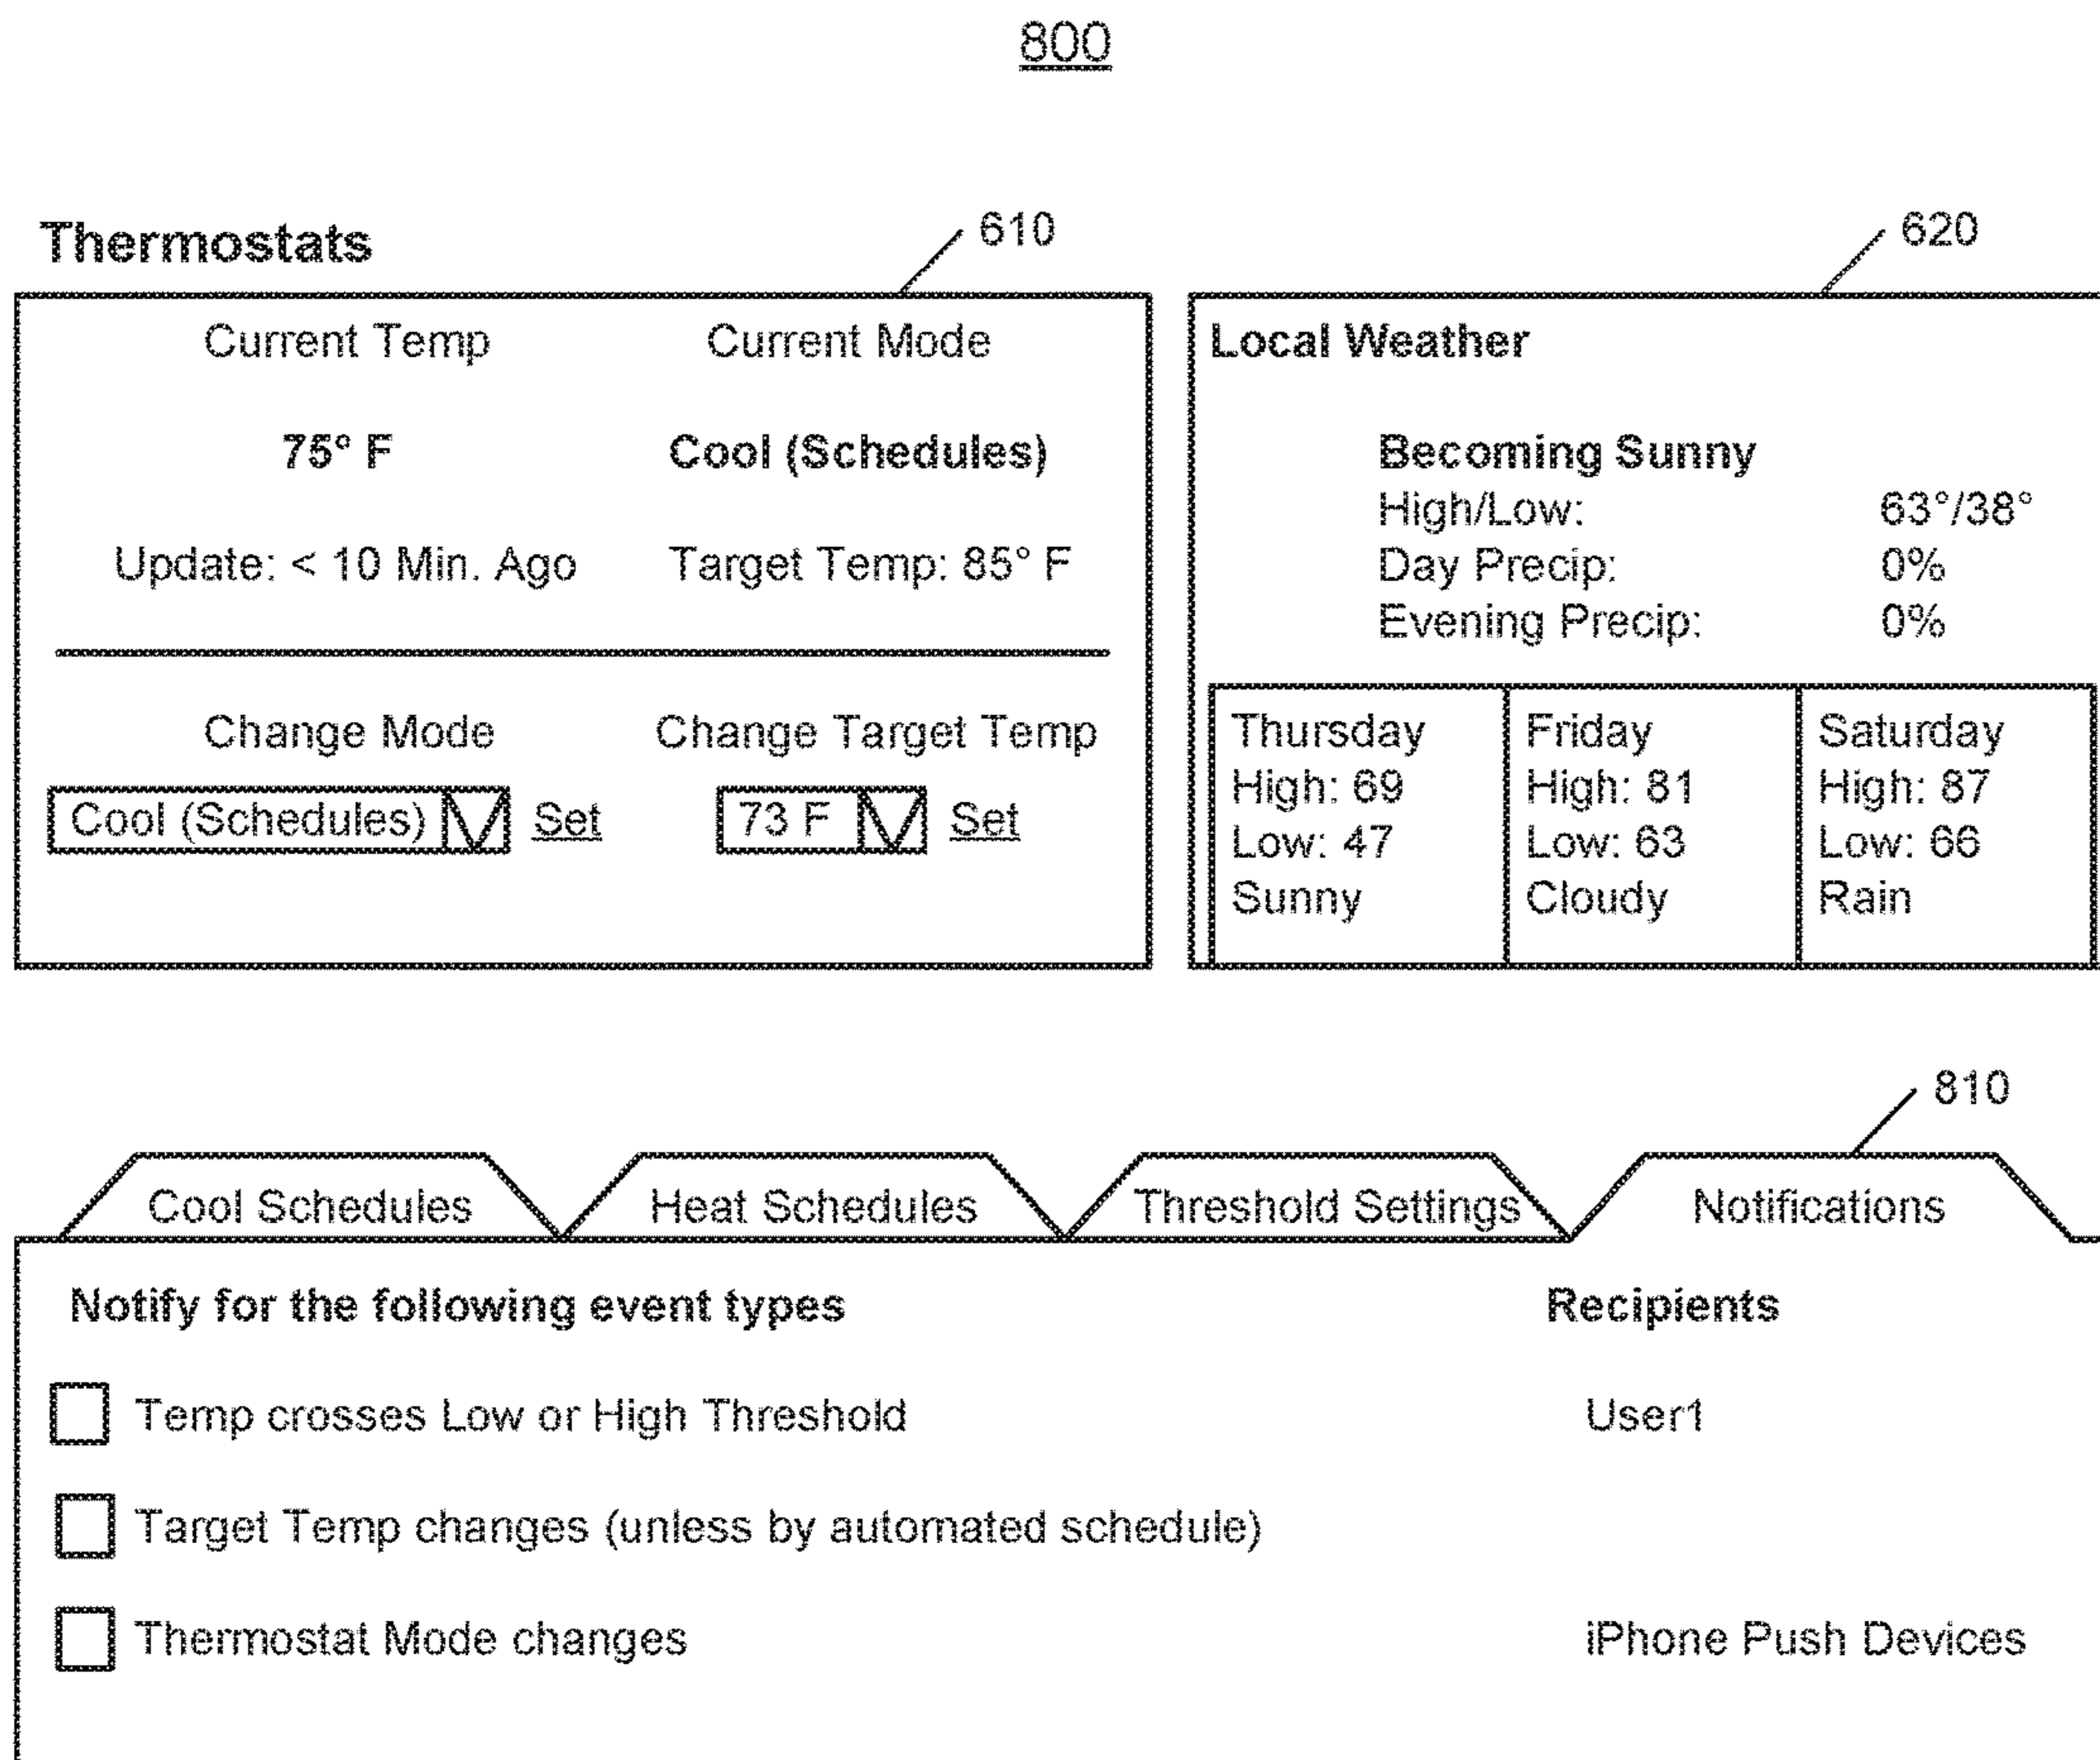 800
Thermostats
610
620
Current Temp Current Mode
75° F Cool (Schedules)
Update: < 10 Min. Ago Target Temp: 85° F
Change Mode Change Target Temp
Cool (Schedules) Set 73 F Set
Local Weather
Becoming Sunny
High/Low: 63°/38°
Day Precip: 0%
Evening Precip: 0%
Thursday Friday Saturday
High: 69 High: 81 High: 87
Low: 47 Low: 63 Low: 66
Sunny Cloudy Rain
810
Cool Schedules Heat Schedules Threshold Settings Notifications
Notify for the following event types Recipients
Temp crosses Low or High Threshold User1
Target Temp changes (unless by automated schedule)
Thermostat Mode changes iPhone Push Devices